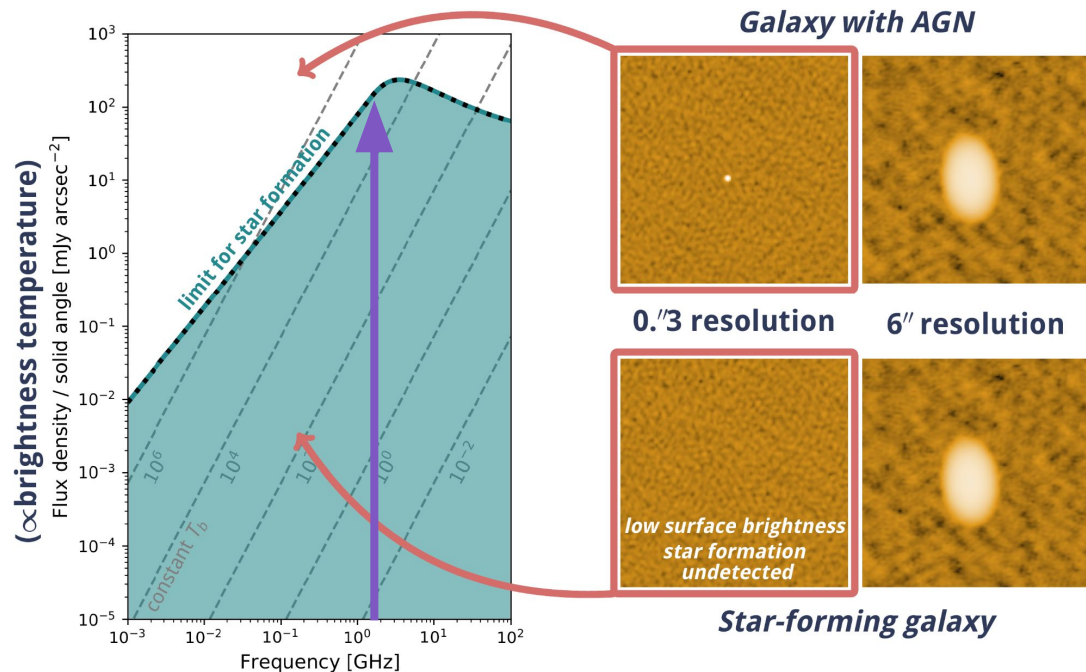 Galaxy with AGN
(∝brightness temperature)
Flux density / solid angle [mJy arcsec⁻²]
10³
10²
10¹
10⁰
10⁻¹
10⁻²
10⁻³
10⁻⁴
10⁻⁵
limit for star formation
10⁶
10⁴
10⁰
10⁻²
constant T_b
10⁻³
10⁻²
10⁻¹
10⁰
10¹
10²
Frequency [GHz]
0.″3 resolution
6″ resolution
low surface brightness
star formation
undetected
Star-forming galaxy